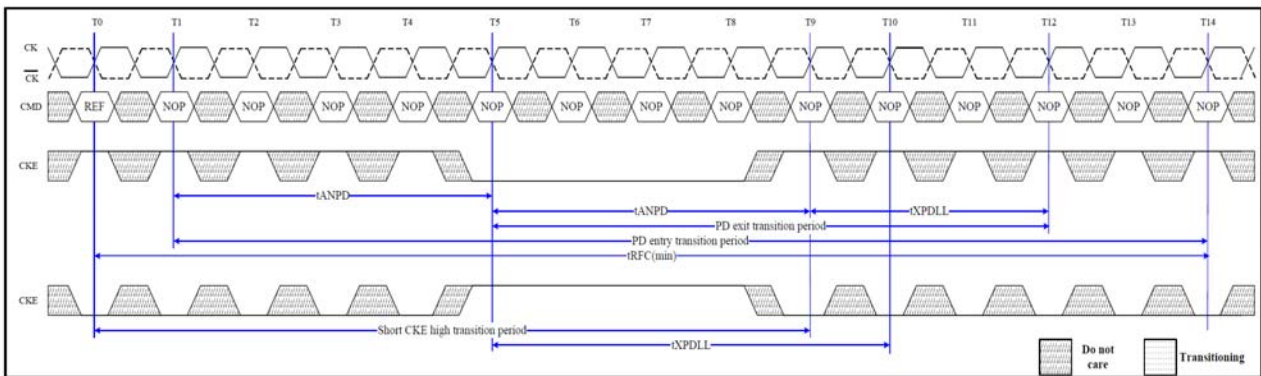 T0 T1 T2 T3 T4 T5 T6 T7 T8 T9 T10 T11 T12 T13 T14
CK
CK
CMD REF NOP NOP NOP NOP NOP NOP NOP NOP NOP NOP NOP NOP NOP NOP
CKE
tANPD
tANPD tXPDLL
PD exit transition period
PD entry transition period
tRFC(min)
CKE
Short CKE high transition period
tXPDLL
Do not care Transitioning